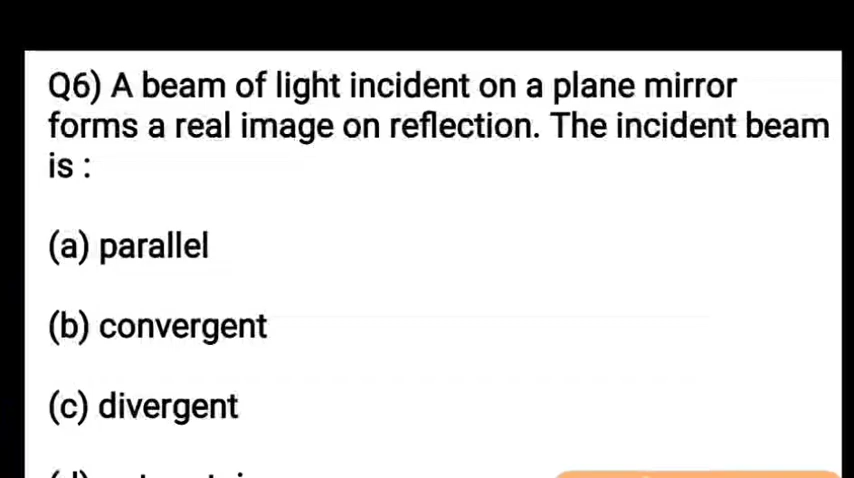 Q6) A beam of light incident on a plane mirror
forms a real image on reflection. The incident beam
is :
(a) parallel
(b) convergent
(c) divergent